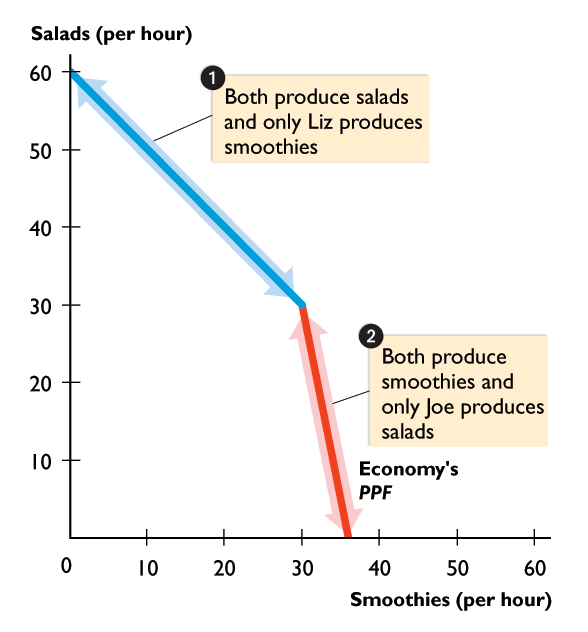 Salads (per hour)
60
50
40
30
20
10
1
Both produce salads
and only Liz produces
smoothies
2
Both produce
smoothies and
only Joe produces
salads
Economy's
PPF
0
10
20
30
40
50
60
Smoothies (per hour)